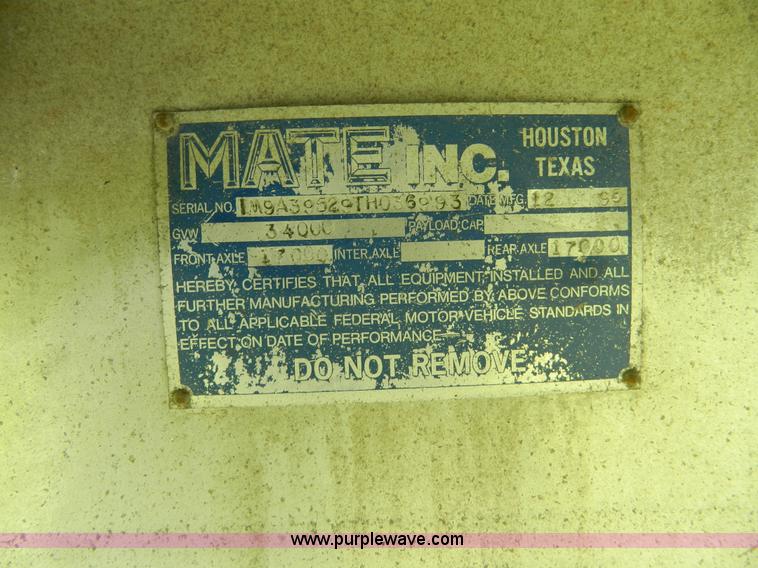 MATE INC. HOUSTON TEXAS
SERIAL NO. DATE MFG. 12
GVW 34000 PAYLOAD CAP.
FRONT AXLE 17000 INTER. AXLE REAR AXLE 17000
HEREBY CERTIFIES THAT ALL EQUIPMENT INSTALLED AND ALL
FURTHER MANUFACTURING PERFORMED BY ABOVE CONFORMS
TO ALL APPLICABLE FEDERAL MOTOR VEHICLE STANDARDS IN
EFFECT ON DATE OF PERFORMANCE
DO NOT REMOVE
www.purplewave.com